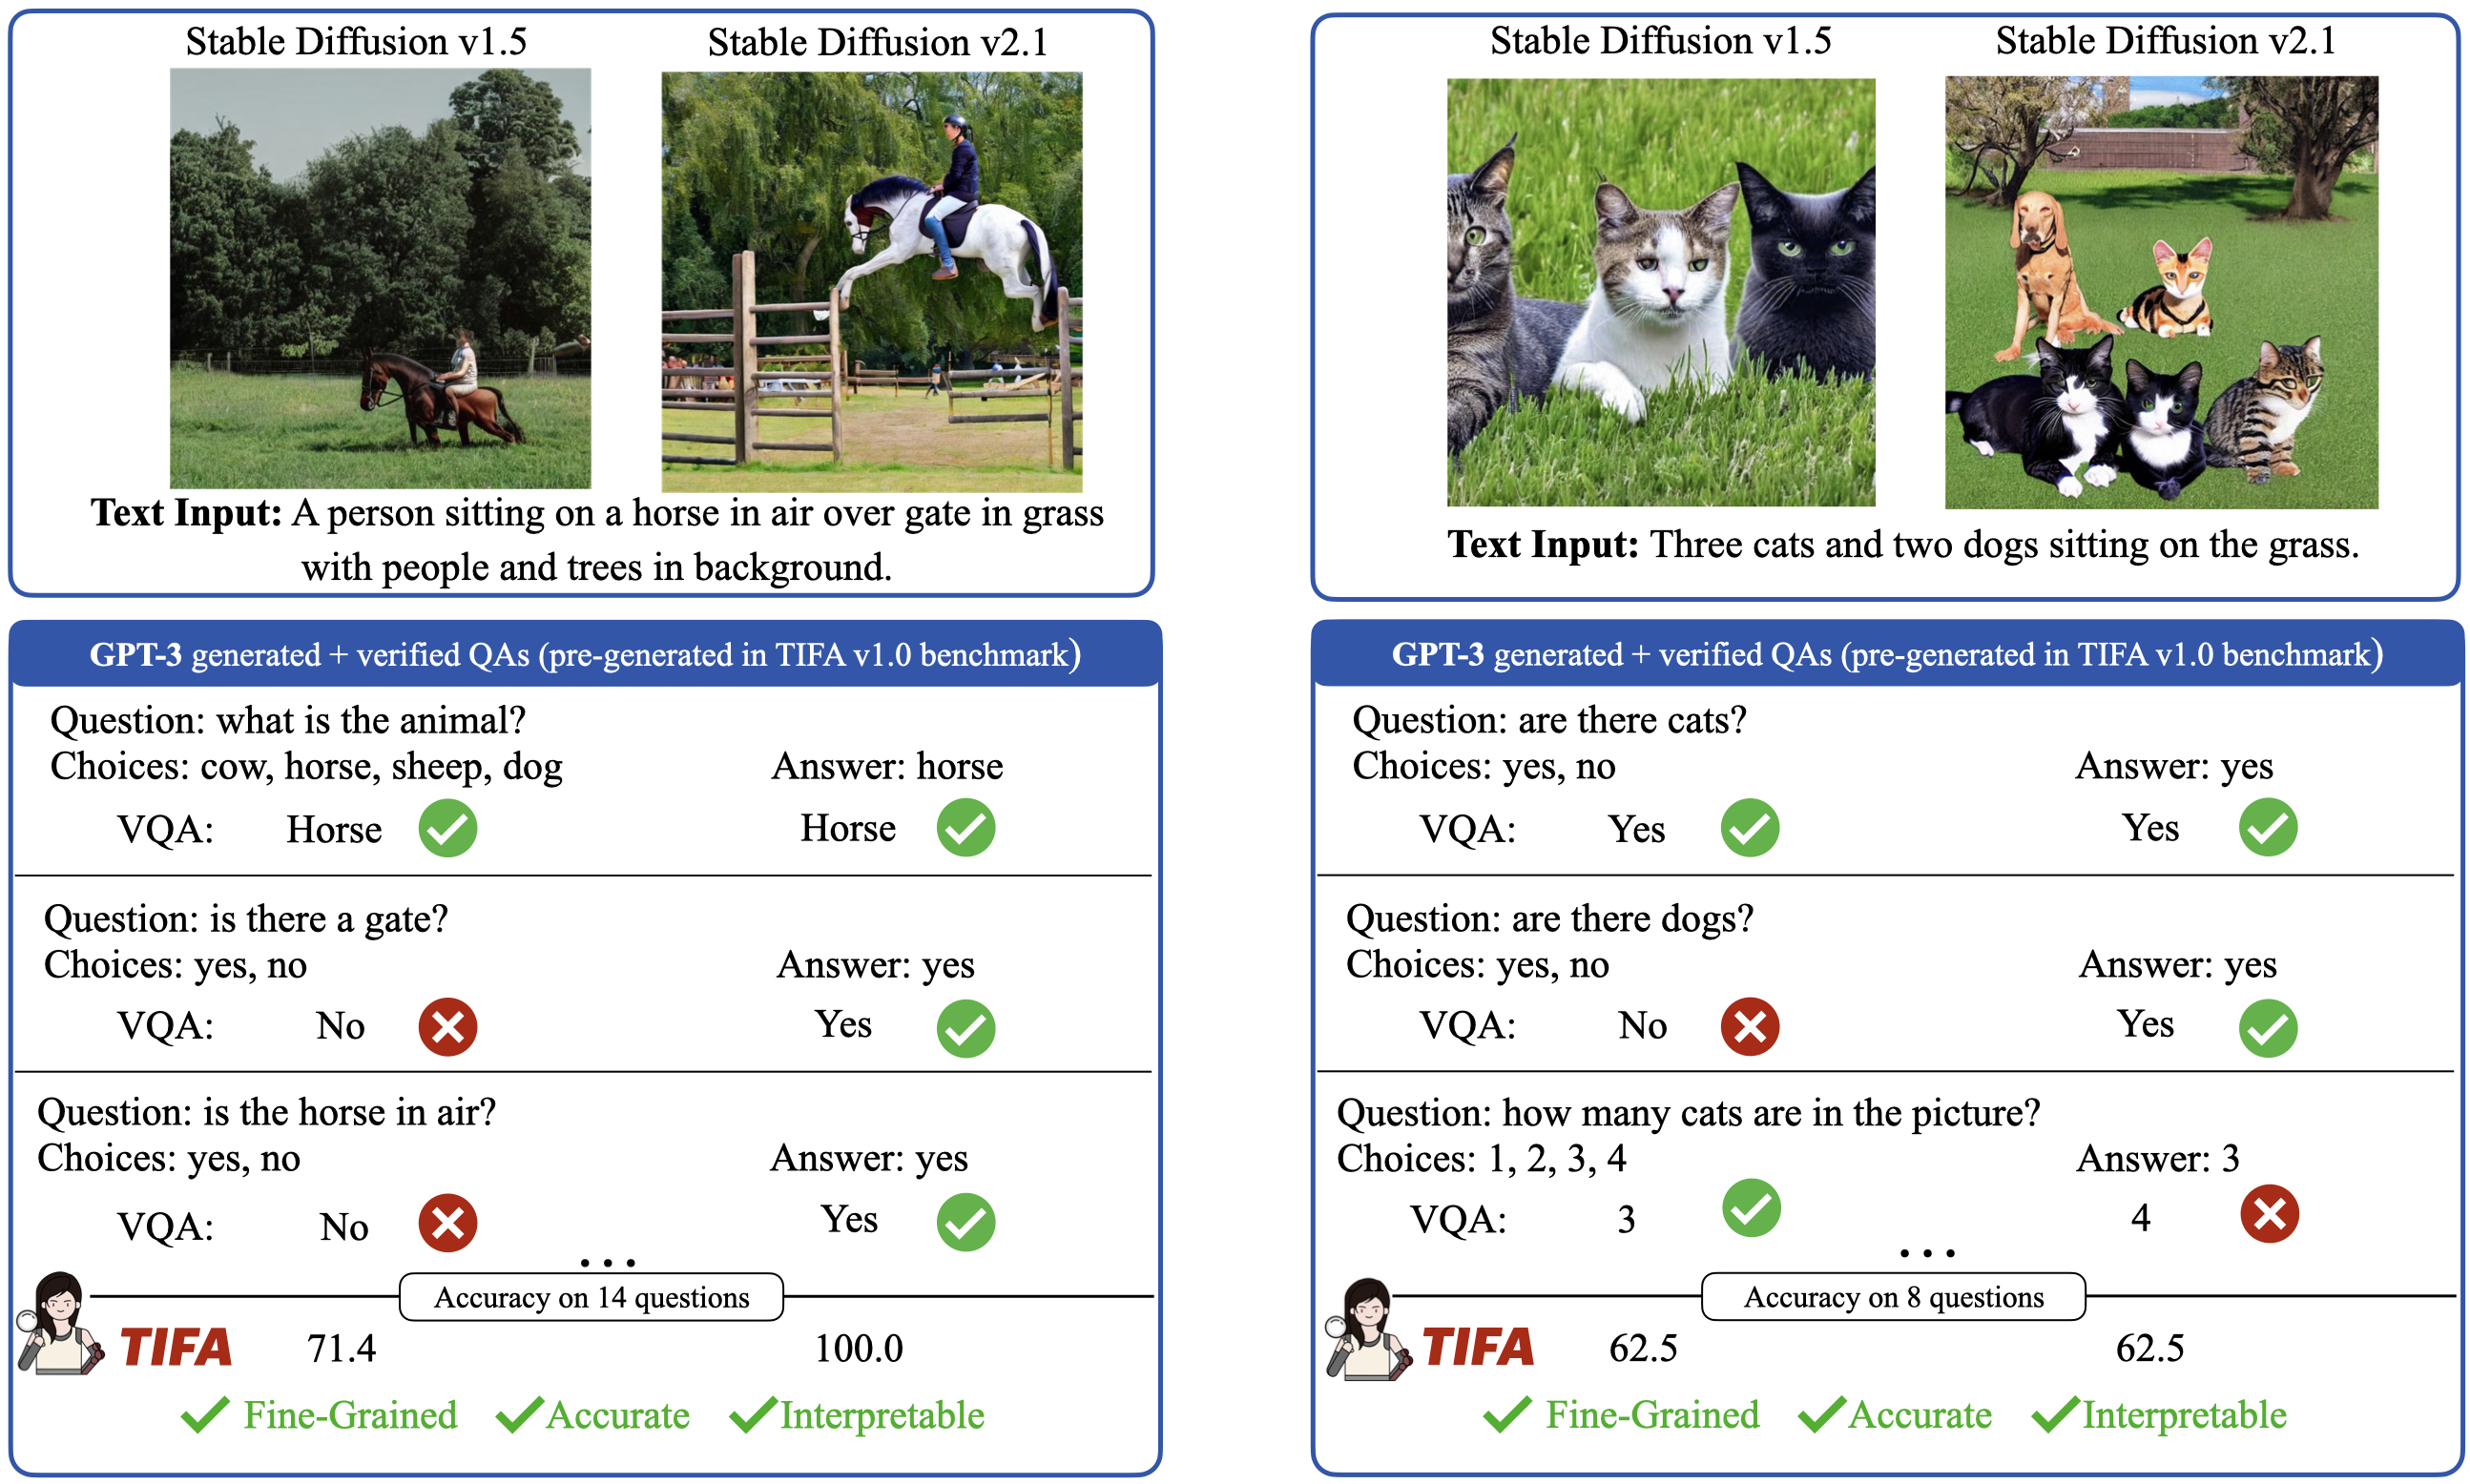 Stable Diffusion v1.5
Stable Diffusion v2.1
Text Input: A person sitting on a horse in air over gate in grass
with people and trees in background.
GPT-3 generated + verified QAs (pre-generated in TIFA v1.0 benchmark)
Question: what is the animal?
Choices: cow, horse, sheep, dog
Answer: horse
VQA: Horse
Horse
Question: is there a gate?
Choices: yes, no
Answer: yes
VQA: No
Yes
Question: is the horse in air?
Choices: yes, no
Answer: yes
VQA: No
Yes
...
Accuracy on 14 questions
TIFA 71.4
100.0
Fine-Grained Accurate Interpretable
Stable Diffusion v1.5
Stable Diffusion v2.1
Text Input: Three cats and two dogs sitting on the grass.
GPT-3 generated + verified QAs (pre-generated in TIFA v1.0 benchmark)
Question: are there cats?
Choices: yes, no
Answer: yes
VQA: Yes
Yes
Question: are there dogs?
Choices: yes, no
Answer: yes
VQA: No
Yes
Question: how many cats are in the picture?
Choices: 1, 2, 3, 4
Answer: 3
VQA: 3
4
...
Accuracy on 8 questions
TIFA 62.5
62.5
Fine-Grained Accurate Interpretable